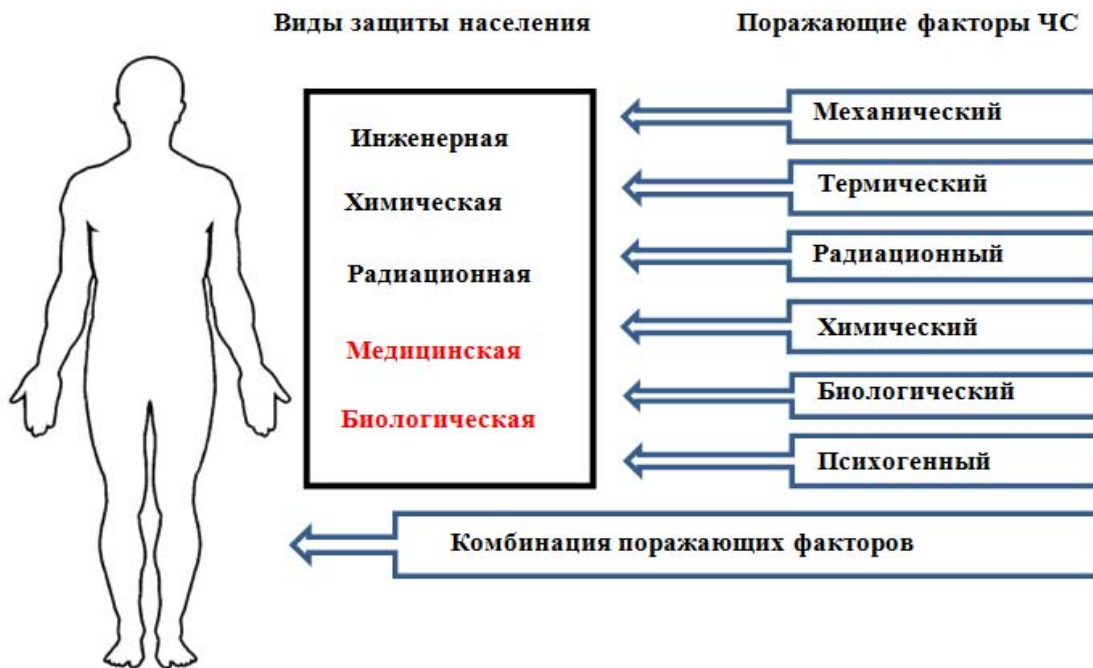 Виды защиты населения
Поражающие факторы ЧС
Инженерная
Химическая
Радиационная
Медицинская
Биологическая
Механический
Термический
Радиационный
Химический
Биологический
Психогенный
Комбинация поражающих факторов